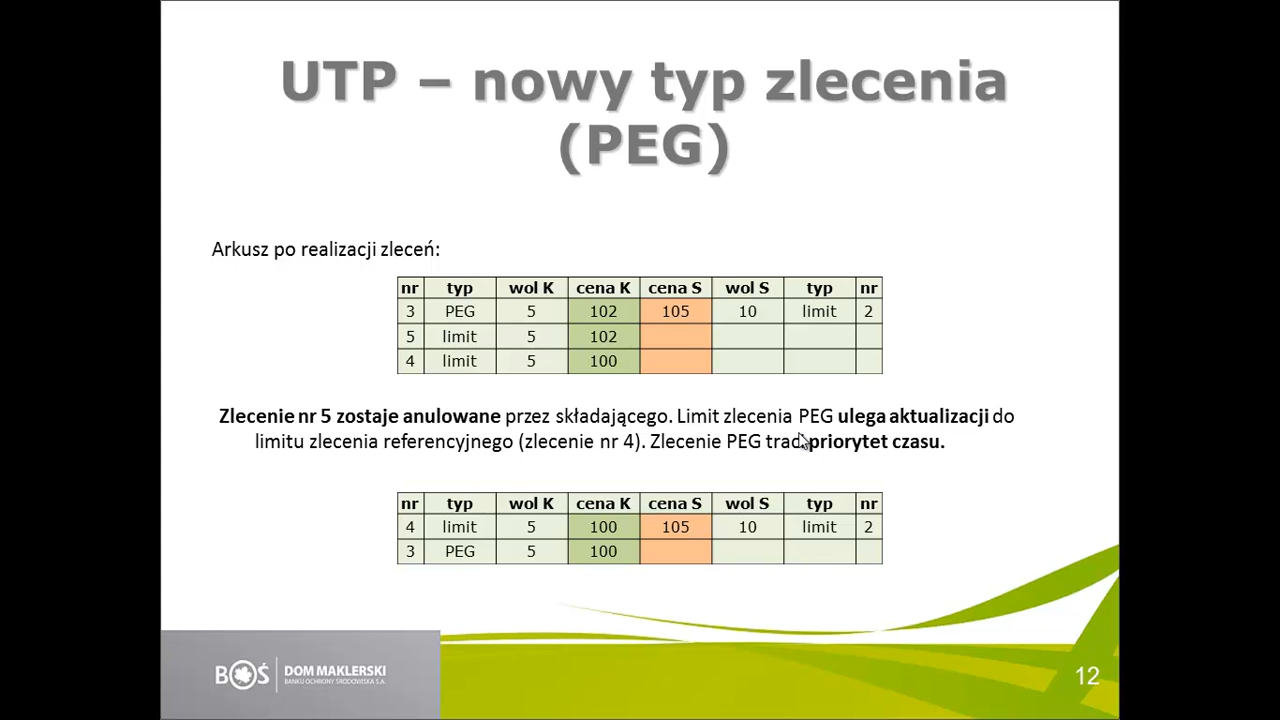 UTP – nowy typ zlecenia
(PEG)
Arkusz po realizacji zleceń:
nr typ wol K cena K cena S wol S typ nr
3 PEG 5 102 105 10 limit 2
5 limit 5 102
4 limit 5 100
Zlecenie nr 5 zostaje anulowane przez składającego. Limit zlecenia PEG ulega aktualizacji do
limitu zlecenia referencyjnego (zlecenie nr 4). Zlecenie PEG trad priorytet czasu.
nr typ wol K cena K cena S wol S typ nr
4 limit 5 100 105 10 limit 2
3 PEG 5 100
BOŚ DOM MAKLERSKI
BANKU OCHRONY ŚRODOWISKA S.A.
12